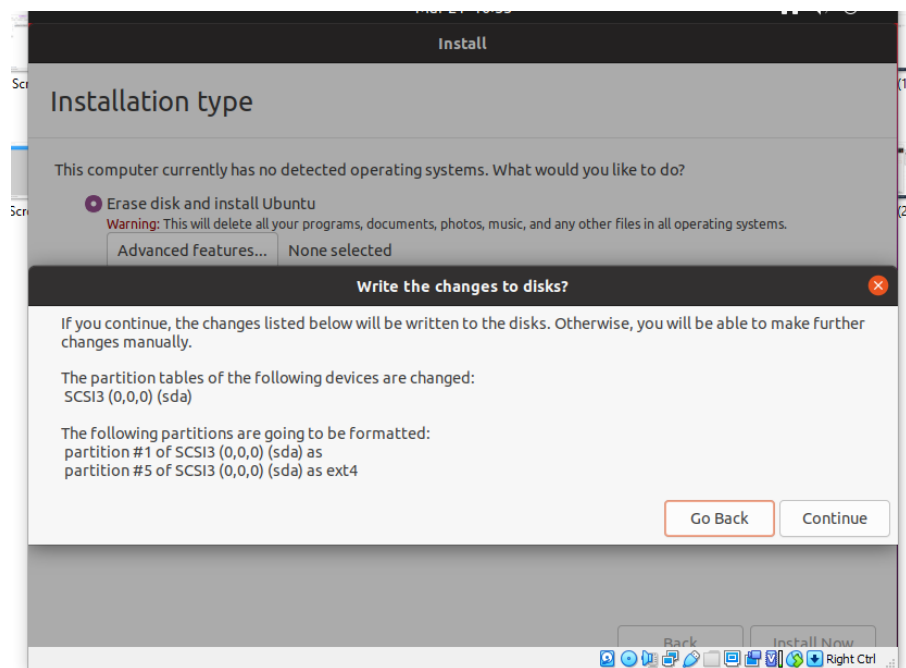 Install
Installation type
This computer currently has no detected operating systems. What would you like to do?
Erase disk and install Ubuntu
Warning: This will delete all your programs, documents, photos, music, and any other files in all operating systems.
Advanced features... None selected
Write the changes to disks?
If you continue, the changes listed below will be written to the disks. Otherwise, you will be able to make further
changes manually.
The partition tables of the following devices are changed:
SCSI3 (0,0,0) (sda)
The following partitions are going to be formatted:
partition #1 of SCSI3 (0,0,0) (sda) as
partition #5 of SCSI3 (0,0,0) (sda) as ext4
Go Back Continue
Back Install Now
Right Ctrl